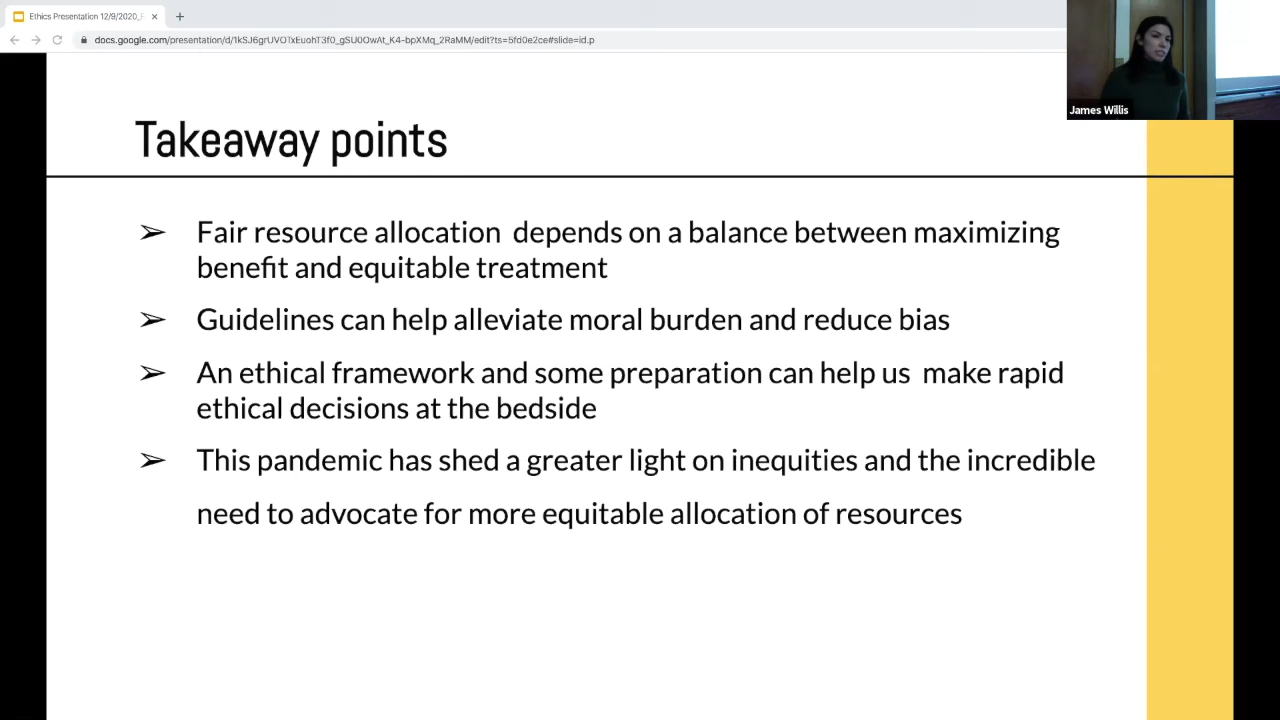 Ethics Presentation 12/9/2020_F
docs.google.com/presentation/d/1kSJ6grUVOTxEuohT3f0_gSU0OwAt_K4-bpXMq_2RaMM/edit?ts=5fd0e2ce#slide=id.p
James Willis
Takeaway points
➢ Fair resource allocation depends on a balance between maximizing
benefit and equitable treatment
➢ Guidelines can help alleviate moral burden and reduce bias
➢ An ethical framework and some preparation can help us make rapid
ethical decisions at the bedside
➢ This pandemic has shed a greater light on inequities and the incredible
need to advocate for more equitable allocation of resources